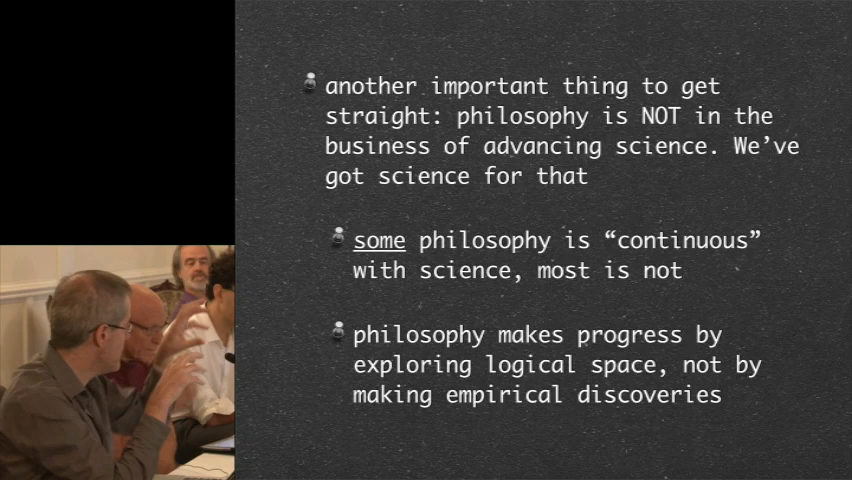 another important thing to get
straight: philosophy is NOT in the
business of advancing science. We’ve
got science for that
some philosophy is “continuous”
with science, most is not
philosophy makes progress by
exploring logical space, not by
making empirical discoveries